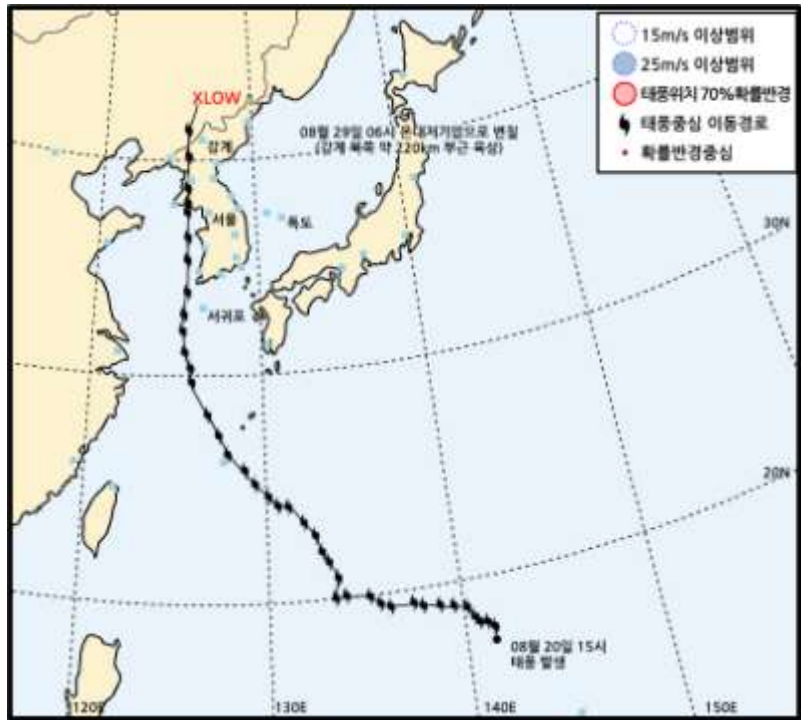 15m/s 이상범위
25m/s 이상범위
태풍위치 70%확률반경
태풍중심 이동경로
확률반경중심
XLOW
08월 29일 06시 온대저기압으로 변질
(강계 북쪽 약 220km 부근 육상)
강계
서울
독도
서귀포
30N
20N
08월 20일 15시
태풍 발생
120E
130E
140E
150E